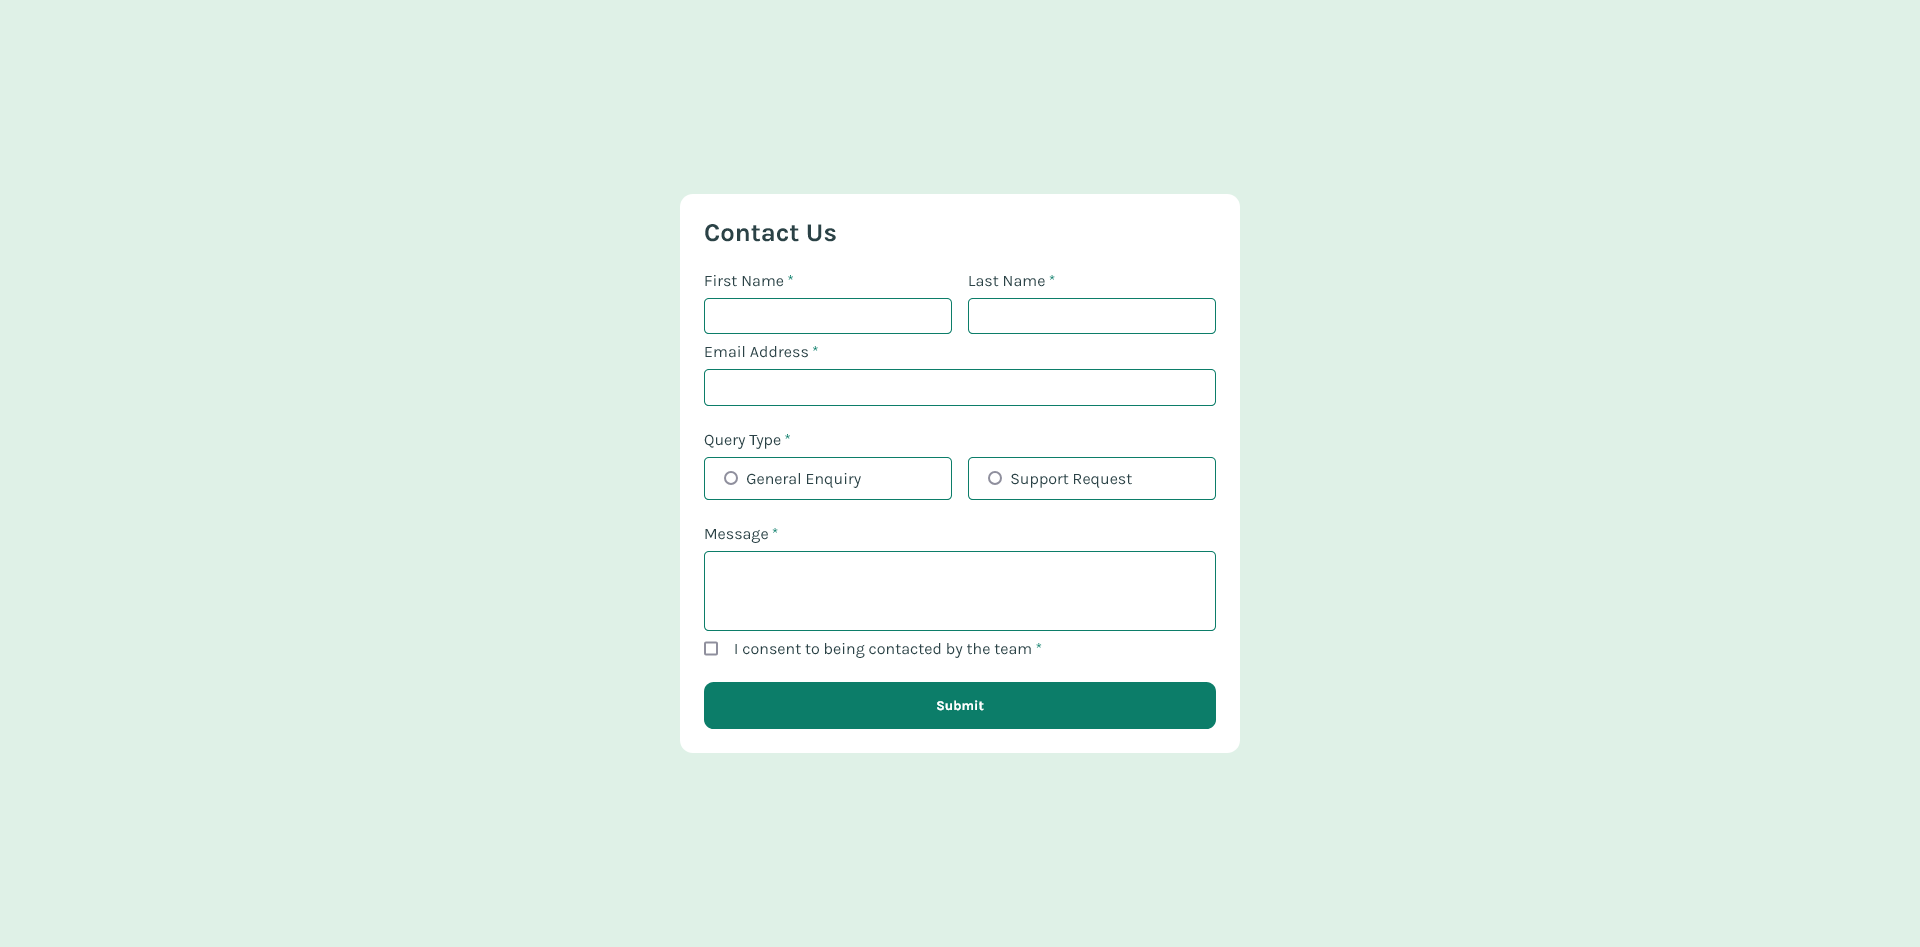 Contact Us
First Name * Last Name *
Email Address *
Query Type *
General Enquiry Support Request
Message *
I consent to being contacted by the team *
Submit